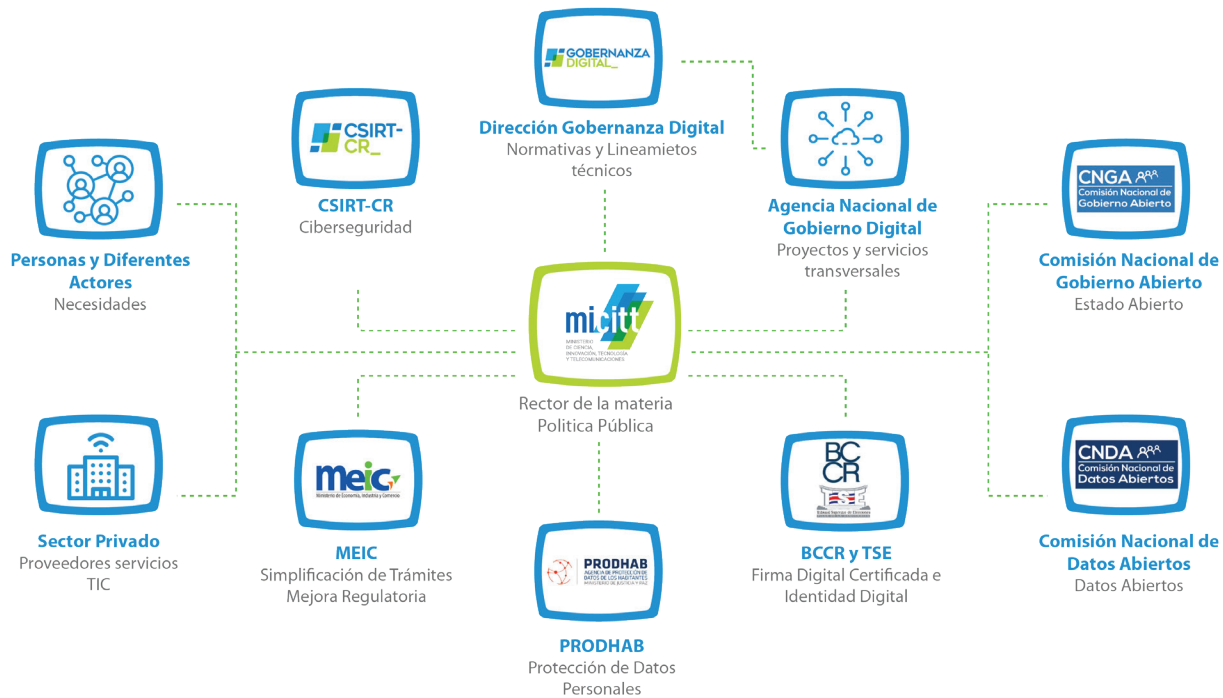 GOBERNANZA
DIGITAL_
Dirección Gobernanza Digital
Normativas y Lineamietos
técnicos
CSIRT-
CR_
CSIRT-CR
Ciberseguridad
Agencia Nacional de
Gobierno Digital
Proyectos y servicios
transversales
Personas y Diferentes
Actores
Necesidades
CNGA
Comisión Nacional de
Gobierno Abierto
Comisión Nacional de
Gobierno Abierto
Estado Abierto
micitt
MINISTERIO
DE CIENCIA,
INNOVACIÓN, TECNOLOGÍA
Y TELECOMUNICACIONES
Rector de la materia
Politica Pública
Sector Privado
Proveedores servicios
TIC
meic
Ministerio de Economía, Industria y Comercio
MEIC
Simplificación de Trámites
Mejora Regulatoria
PRODHAB
AGENCIA DE PROTECCIÓN DE
DATOS DE LOS HABITANTES
MINISTERIO DE JUSTICIA Y PAZ
PRODHAB
Protección de Datos
Personales
BC
CR
TSE
Tribunal Supremo de Elecciones
BCCR y TSE
Firma Digital Certificada e
Identidad Digital
CNDA
Comisión Nacional de
Datos Abiertos
Comisión Nacional de
Datos Abiertos
Datos Abiertos